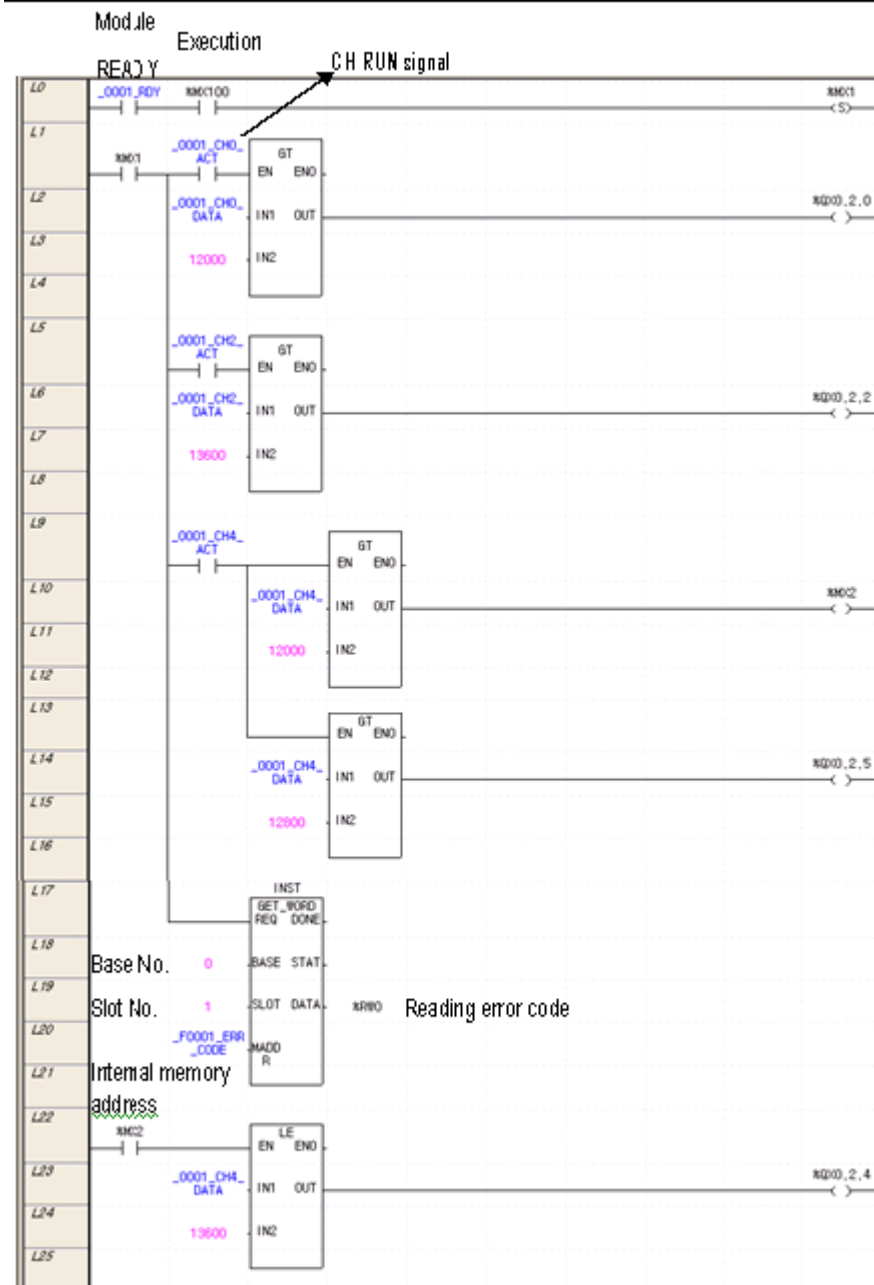 Module
Execution
READY
CH RUN signal
L0
_0001_RDY
%MX100
%MX1
(S)
L1
%MX1
_0001_CH0_
ACT
GT
EN ENO
L2
_0001_CH0_
DATA
IN1 OUT
%QX0.2.0
L3
12000
IN2
L4
L5
_0001_CH2_
ACT
GT
EN ENO
L6
_0001_CH2_
DATA
IN1 OUT
%QX0.2.2
L7
13600
IN2
L8
L9
_0001_CH4_
ACT
GT
EN ENO
L10
_0001_CH4_
DATA
IN1 OUT
%MX2
L11
12000
IN2
L12
L13
GT
EN ENO
L14
_0001_CH4_
DATA
IN1 OUT
%QX0.2.5
L15
12800
IN2
L16
L17
INST
GET_WORD
REQ DONE
L18
Base No.
0
BASE STAT
L19
Slot No.
1
SLOT DATA
%RW0
Reading error code
L20
_F0001_ERR
_CODE
MADD
R
L21
Internal memory
address
L22
%MX2
LE
EN ENO
L23
_0001_CH4_
DATA
IN1 OUT
%QX0.2.4
L24
13600
IN2
L25